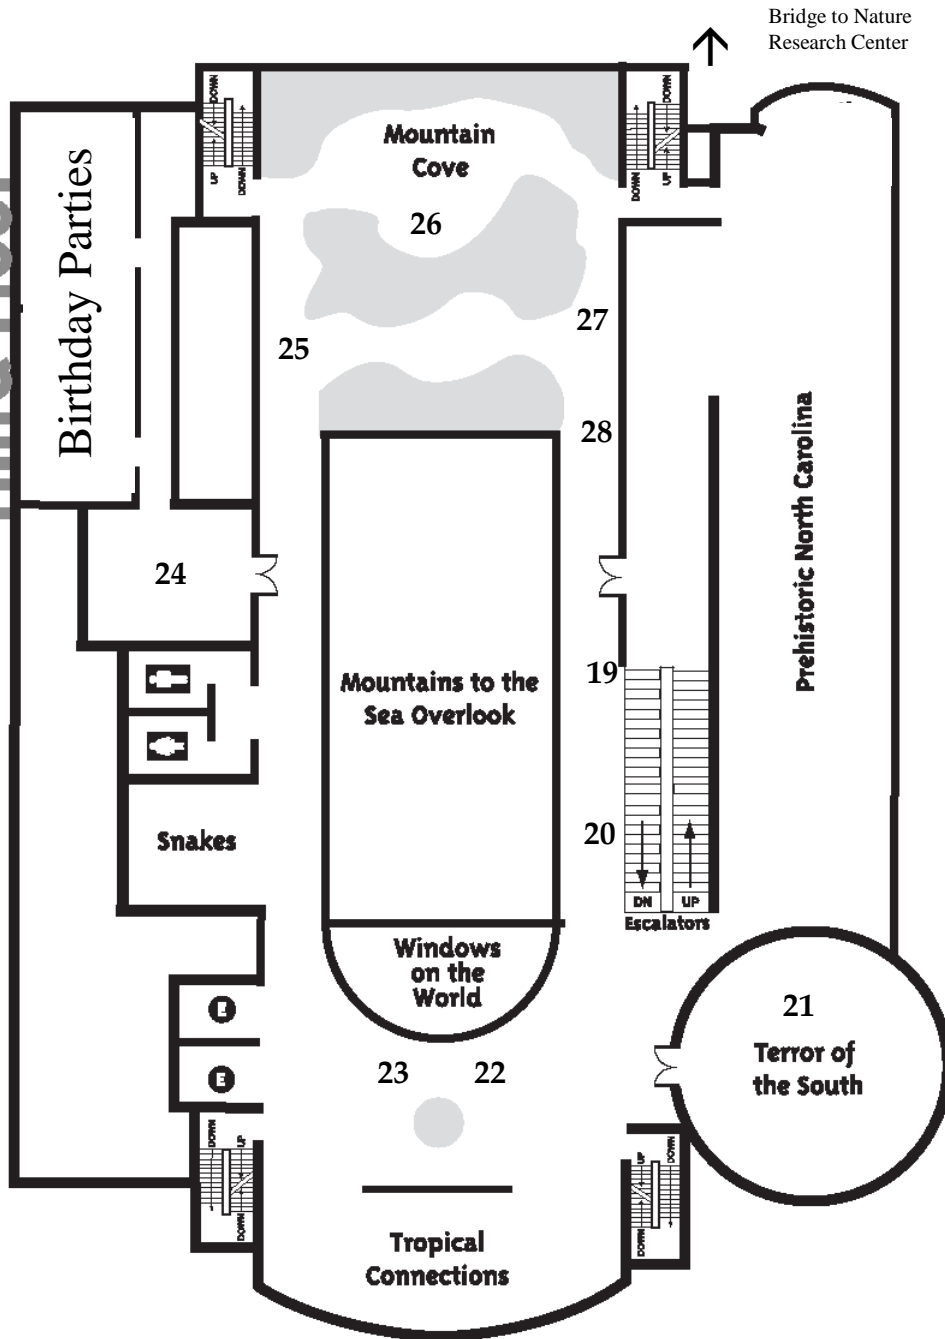 Bridge to Nature
Research Center
DOWN
UP
DOWN
Mountain
Cove
DOWN
DOWN
UP
Birthday Parties
26
27
25
28
Prehistoric North Carolina
24
19
Mountains to the
Sea Overlook
20
Snakes
DN
UP
Escalators
Windows
on the
World
21
Terror of
the South
E
23
22
DOWN
UP
DOWN
UP
DOWN
DOWN
Tropical
Connections